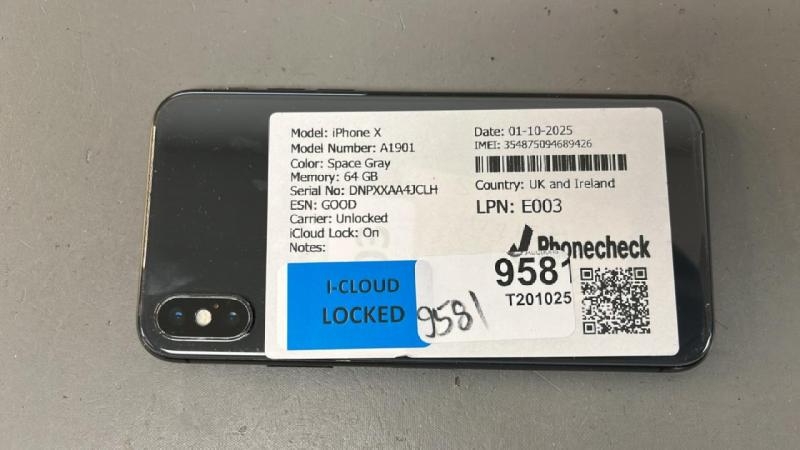 Model: iPhone X
Model Number: A1901
Color: Space Gray
Memory: 64 GB
Serial No: DNPXXAA4JCLH
ESN: GOOD
Carrier: Unlocked
iCloud Lock: On
Notes:
Date: 01-10-2025
IMEI: 354875094689426
Country: UK and Ireland
LPN: E003
Phonecheck
I-CLOUD
LOCKED
9581
9581
T201025